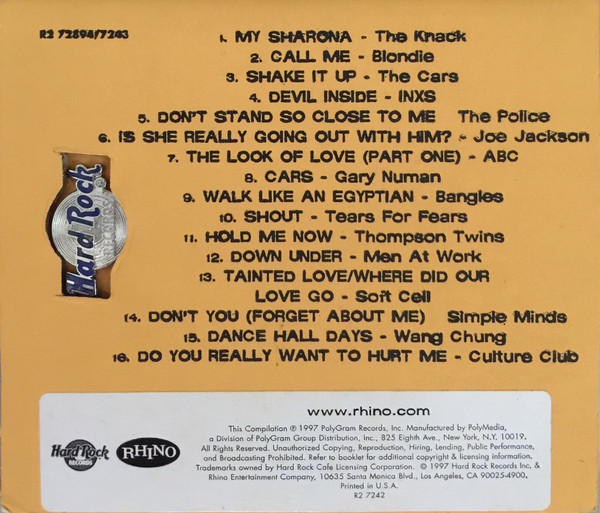 R2 72894/7243
1. MY SHARONA - The Knack
2. CALL ME - Blondie
3. SHAKE IT UP - The Cars
4. DEVIL INSIDE - INXS
5. DON'T STAND SO CLOSE TO ME The Police
6. IS SHE REALLY GOING OUT WITH HIM? - Joe Jackson
7. THE LOOK OF LOVE (PART ONE) - ABC
8. CARS - Gary Numan
9. WALK LIKE AN EGYPTIAN - Bangles
10. SHOUT - Tears For Fears
11. HOLD ME NOW - Thompson Twins
12. DOWN UNDER - Men At Work
13. TAINTED LOVE/WHERE DID OUR
LOVE GO - Soft Cell
14. DON'T YOU (FORGET ABOUT ME) Simple Minds
15. DANCE HALL DAYS - Wang Chung
16. DO YOU REALLY WANT TO HURT ME - Culture Club
Hard Rock
RECORDS
www.rhino.com
Hard Rock
RECORDS
RHINO
This Compilation ℗ 1997 PolyGram Records, Inc. Manufactured by PolyMedia,
a Division of PolyGram Group Distribution, Inc., 825 Eighth Ave., New York, N.Y. 10019.
All Rights Reserved. Unauthorized Copying, Reproduction, Hiring, Lending, Public Performance,
and Broadcasting Prohibited. Refer to booklet for additional copyright & licensing information.
Trademarks owned by Hard Rock Cafe Licensing Corporation. © 1997 Hard Rock Records Inc &
Rhino Entertainment Company, 10635 Santa Monica Blvd., Los Angeles, CA 90025-4900.
Printed in U.S.A.
R2 7242